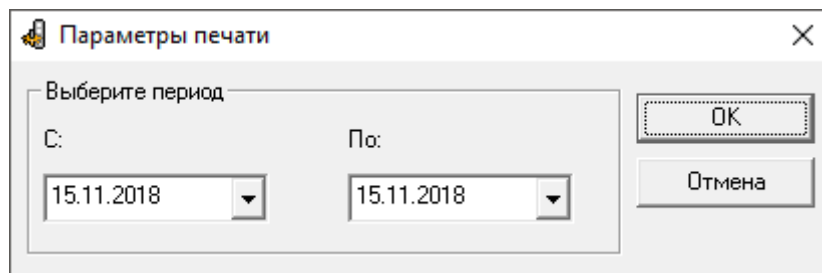 Параметры печати
Выберите период
С:
По:
15.11.2018
15.11.2018
OK
Отмена